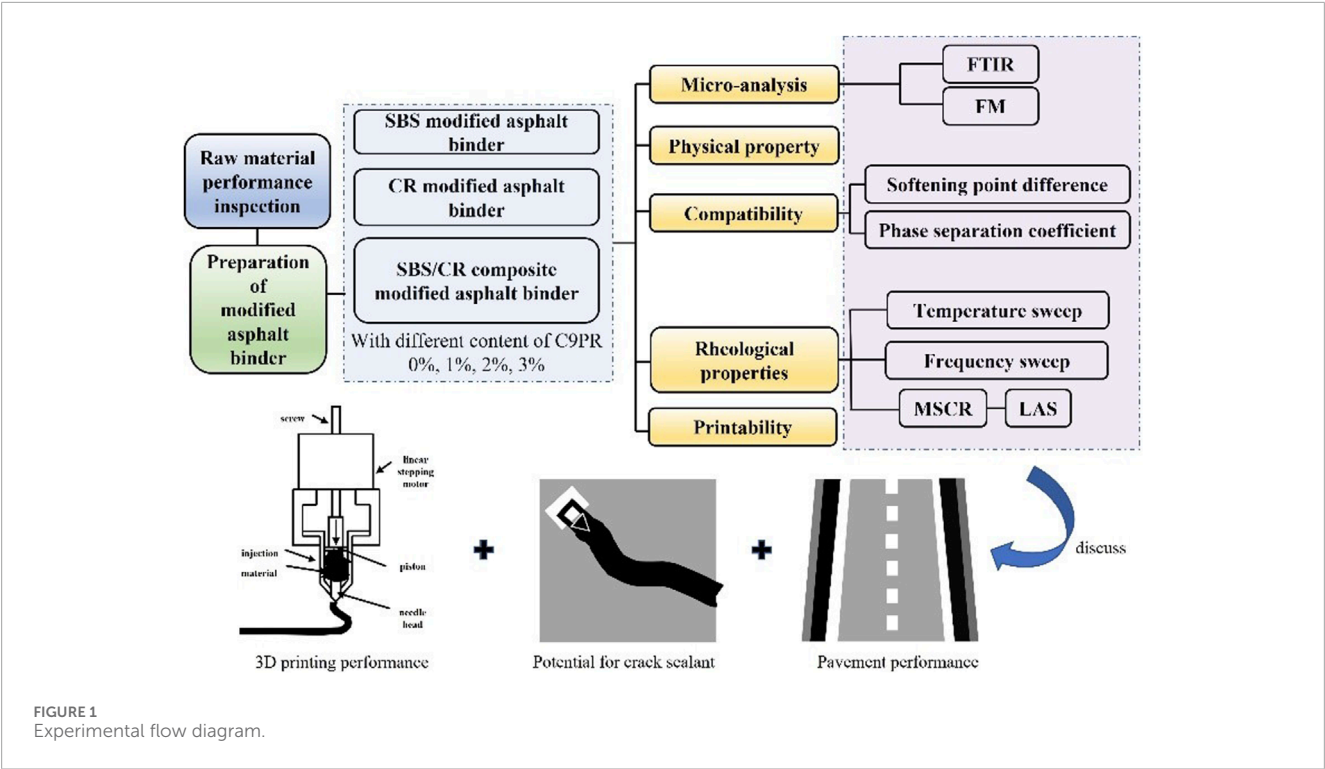 Raw material
performance
inspection
Preparation
of
modified
asphalt
binder
SBS modified asphalt
binder
CR modified asphalt
binder
SBS/CR composite
modified asphalt binder
With different content of C9PR
0%, 1%, 2%, 3%
Micro-analysis
Physical property
Compatibility
Rheological
properties
Printability
FTIR
FM
Softening point difference
Phase separation coefficient
Temperature sweep
Frequency sweep
MSCR
LAS
screw
linear
stepping
motor
injection
material
piston
needle
head
discuss
3D printing performance
Potential for crack sealant
Pavement performance
FIGURE 1
Experimental flow diagram.